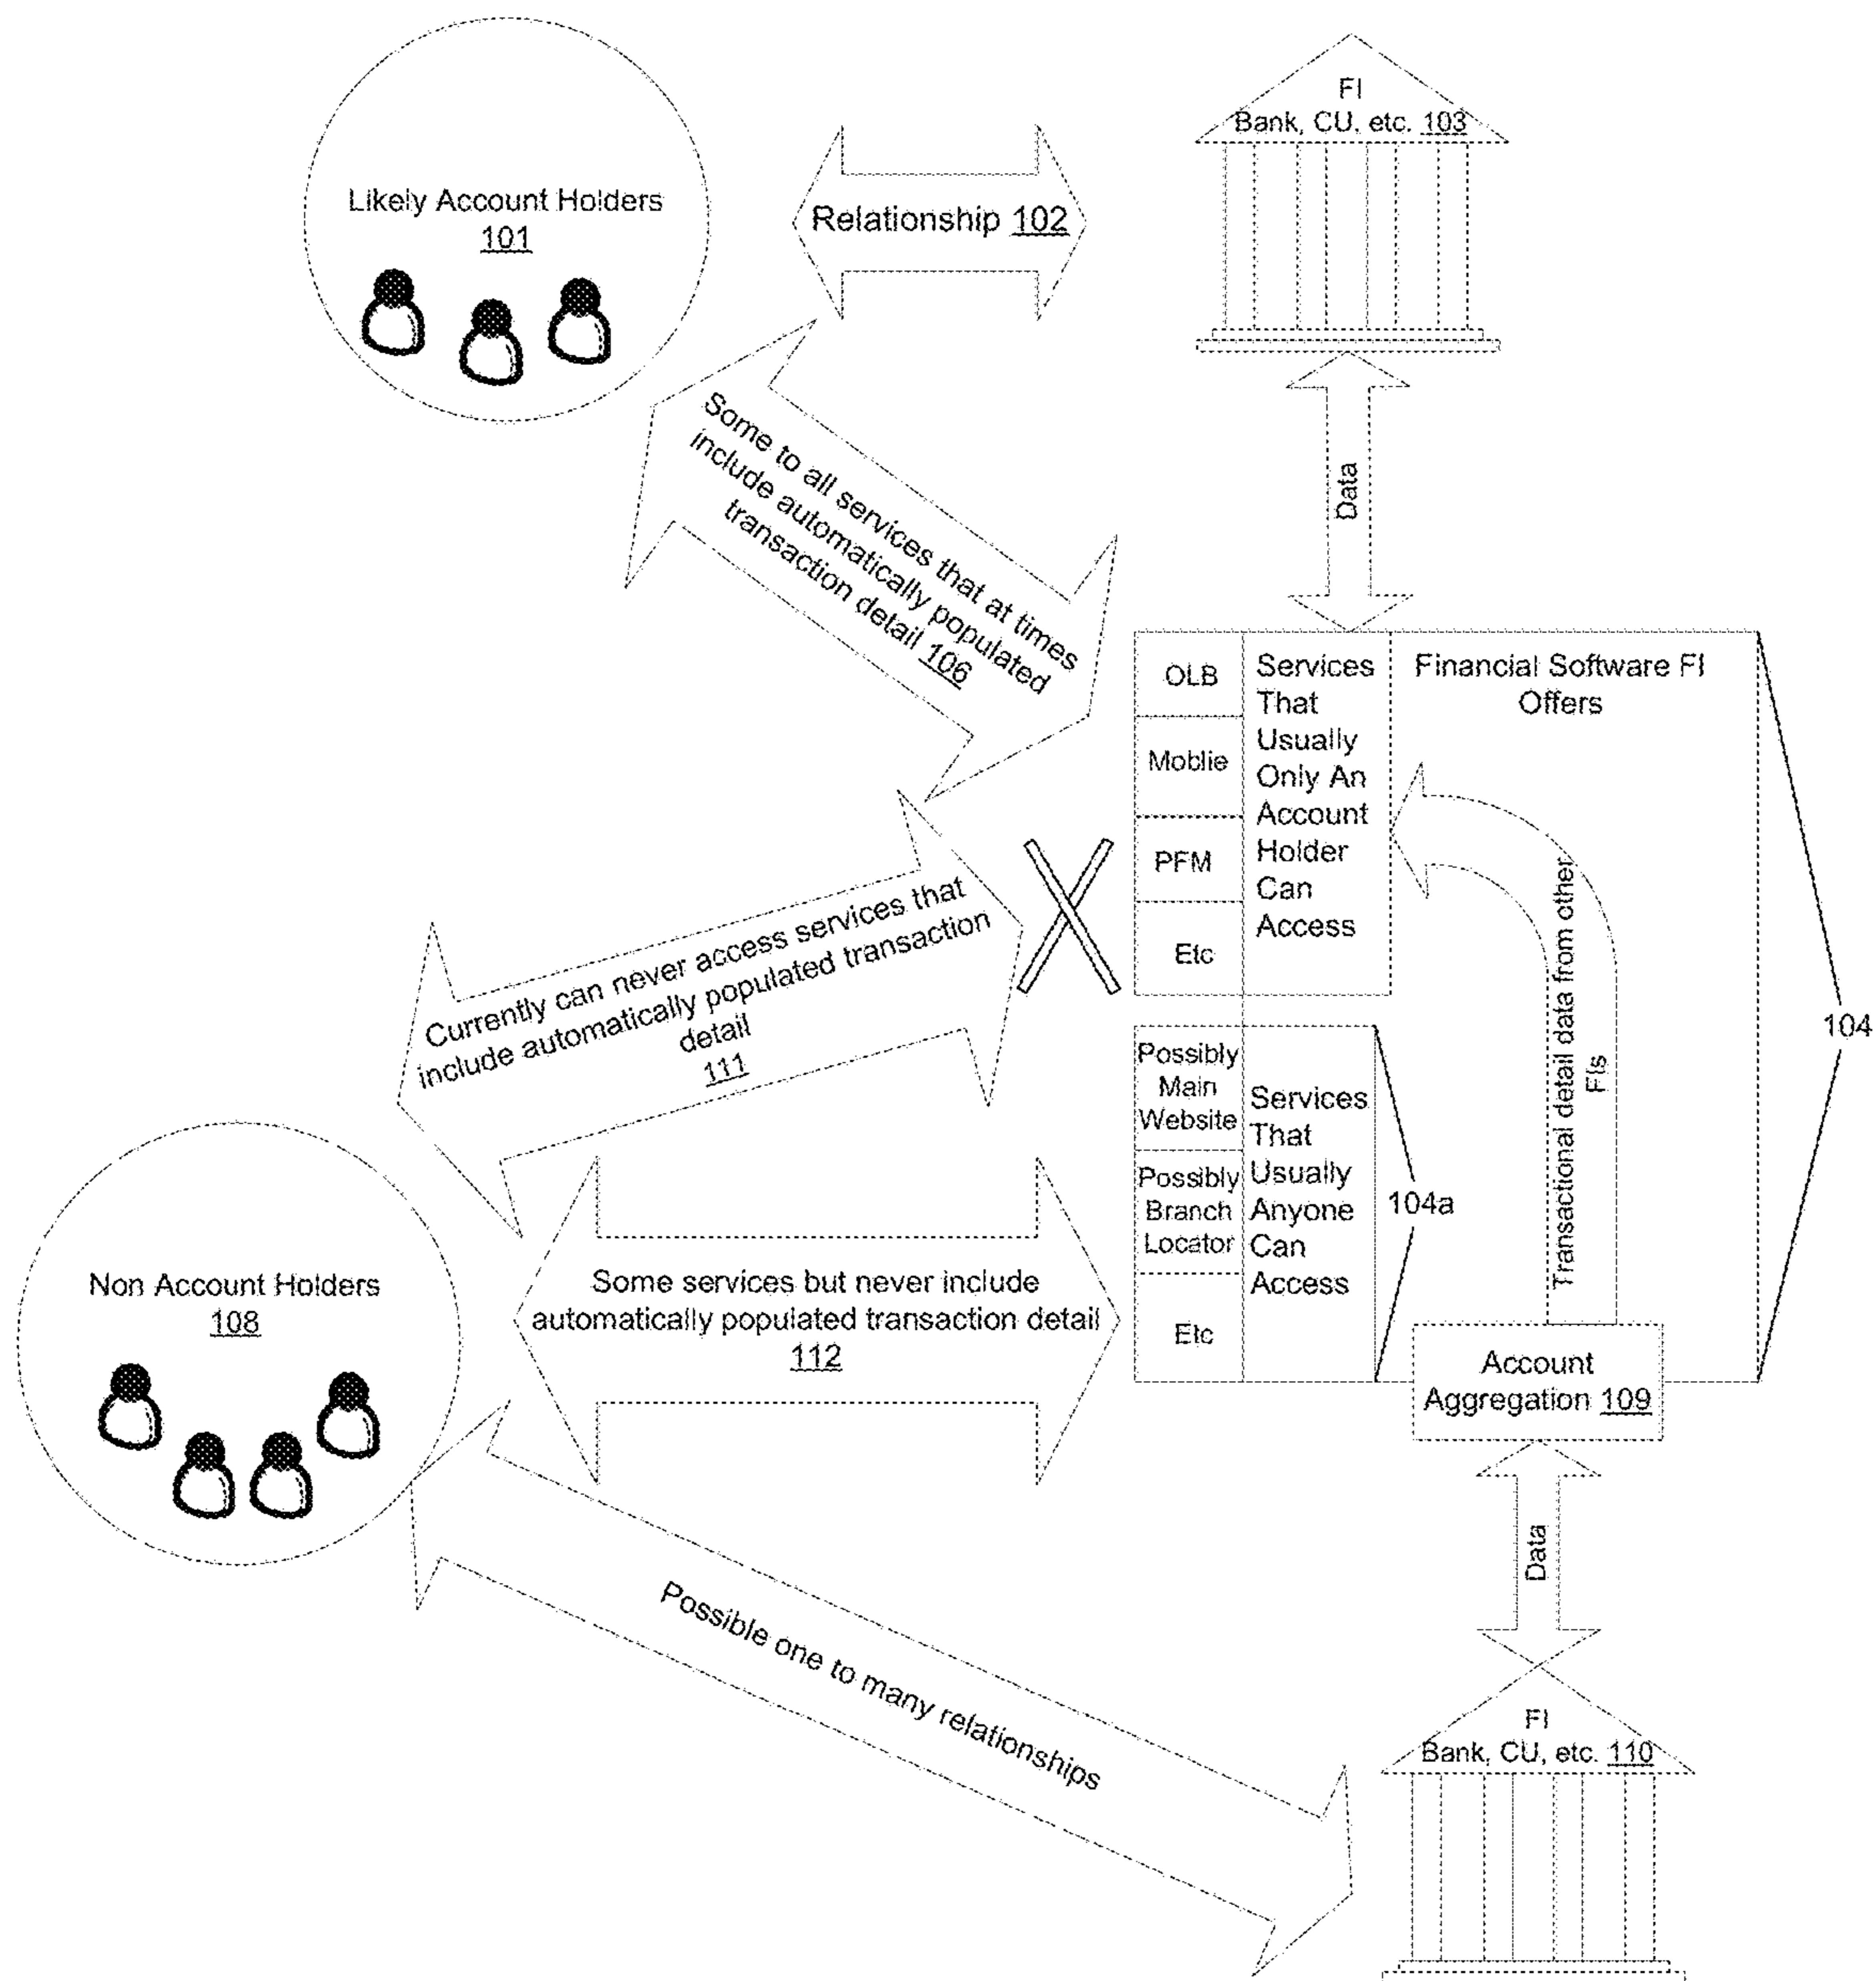 Likely Account Holders
101
Relationship 102
FI
Bank, CU, etc. 103
Data
Some to all services that at times
include automatically populated
transaction detail 106
OLB
Moblie
PFM
Etc
Services
That
Usually
Only An
Account
Holder
Can
Access
Financial Software FI
Offers
Transactional detail data from other
FIs
104
Currently can never access services that
include automatically populated transaction
detail
111
Possibly
Main
Website
Possibly
Branch
Locator
Etc
Services
That
Usually
Anyone
Can
Access
104a
Non Account Holders
108
Some services but never include
automatically populated transaction detail
112
Account
Aggregation 109
Data
Possible one to many relationships
FI
Bank, CU, etc. 110